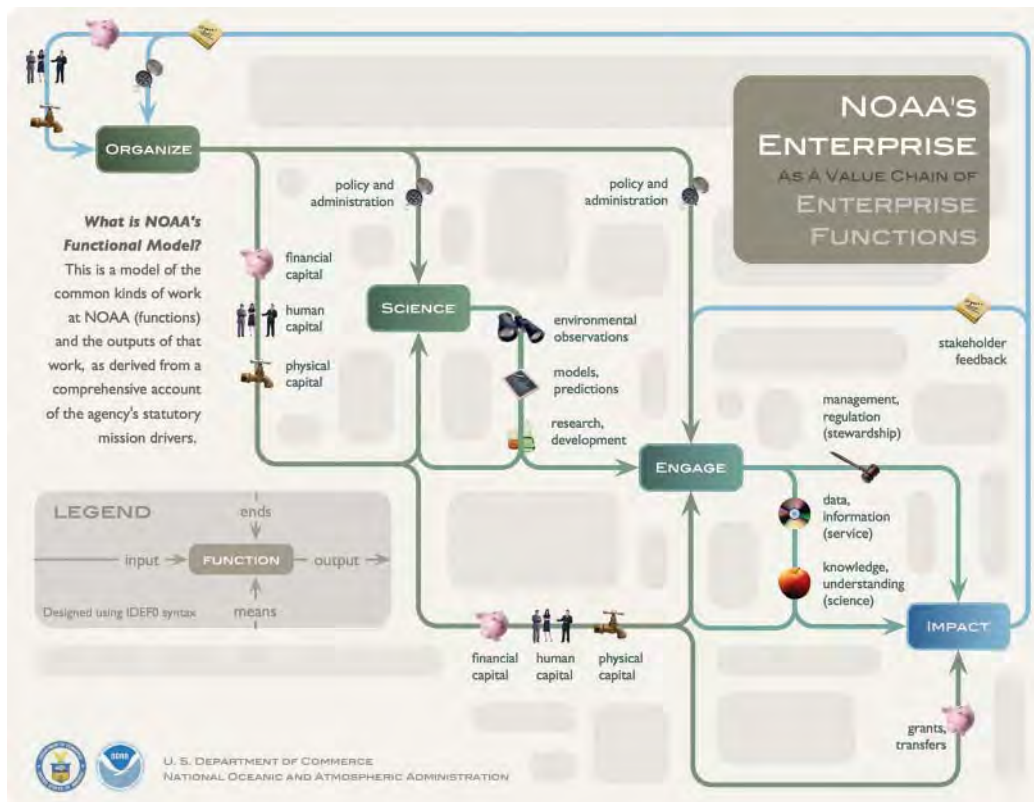 NOAA's
ENTERPRISE
AS A VALUE CHAIN OF
ENTERPRISE
FUNCTIONS
ORGANIZE
policy and
administration
policy and
administration
What is NOAA's
Functional Model?
This is a model of the
common kinds of work
at NOAA (functions)
and the outputs of that
work, as derived from a
comprehensive account
of the agency's statutory
mission drivers.
financial
capital
human
capital
physical
capital
SCIENCE
environmental
observations
models,
predictions
research,
development
stakeholder
feedback
management,
regulation
(stewardship)
ENGAGE
data,
information
(service)
knowledge,
understanding
(science)
IMPACT
LEGEND
ends
input
FUNCTION
output
Designed using IDEF0 syntax
means
financial
capital
human
capital
physical
capital
grants,
transfers
U. S. DEPARTMENT OF COMMERCE
NATIONAL OCEANIC AND ATMOSPHERIC ADMINISTRATION